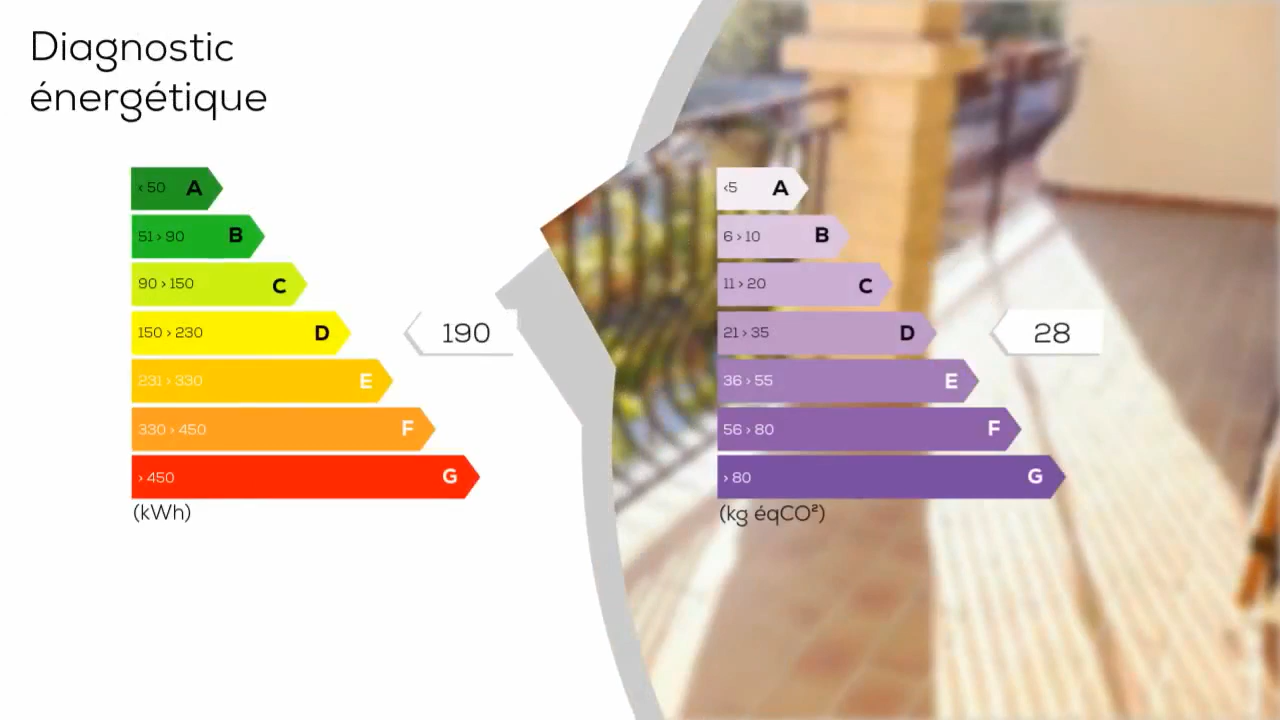 Diagnostic
énergétique
< 50 A
51 > 90 B
90 > 150 C
150 > 230 D
231 > 330 E
330 > 450 F
> 450 G
(kWh)
190
<5 A
6 > 10 B
11 > 20 C
21 > 35 D
36 > 55 E
56 > 80 F
> 80 G
(kg éqCO²)
28